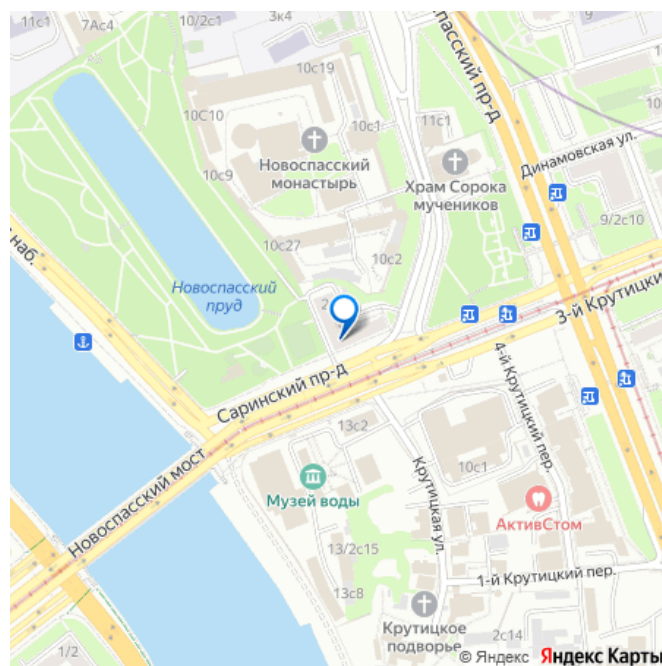 11с1
7Ас4
10/2с1
3к4
10с19
10С10
10с1
11с1
Новоспасский
монастырь
10с9
Храм Сорока
мучеников
Динамовская ул.
9/2с10
10с27
10с2
Новоспасский
пруд
наб.
3-й Крутицки
Саринский пр-д
4-й Крутицкий пер.
13с2
Новоспасский мост
Крутицкая ул.
10с1
Музей воды
АктивСтом
13/2с15
1-й Крутицкий пер.
13с8
Крутицкое
подворье
2с14
1/2
© Яндекс Яндекс Карты